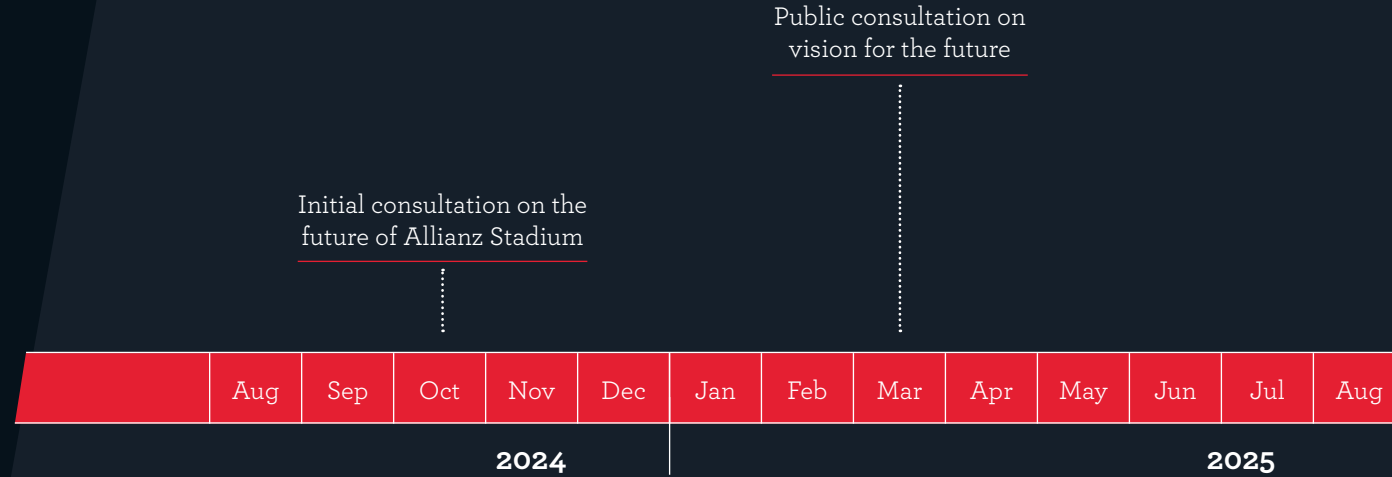 Public consultation on
vision for the future
Initial consultation on the
future of Allianz Stadium
Aug Sep Oct Nov Dec Jan Feb Mar Apr May Jun Jul Aug
2024 2025